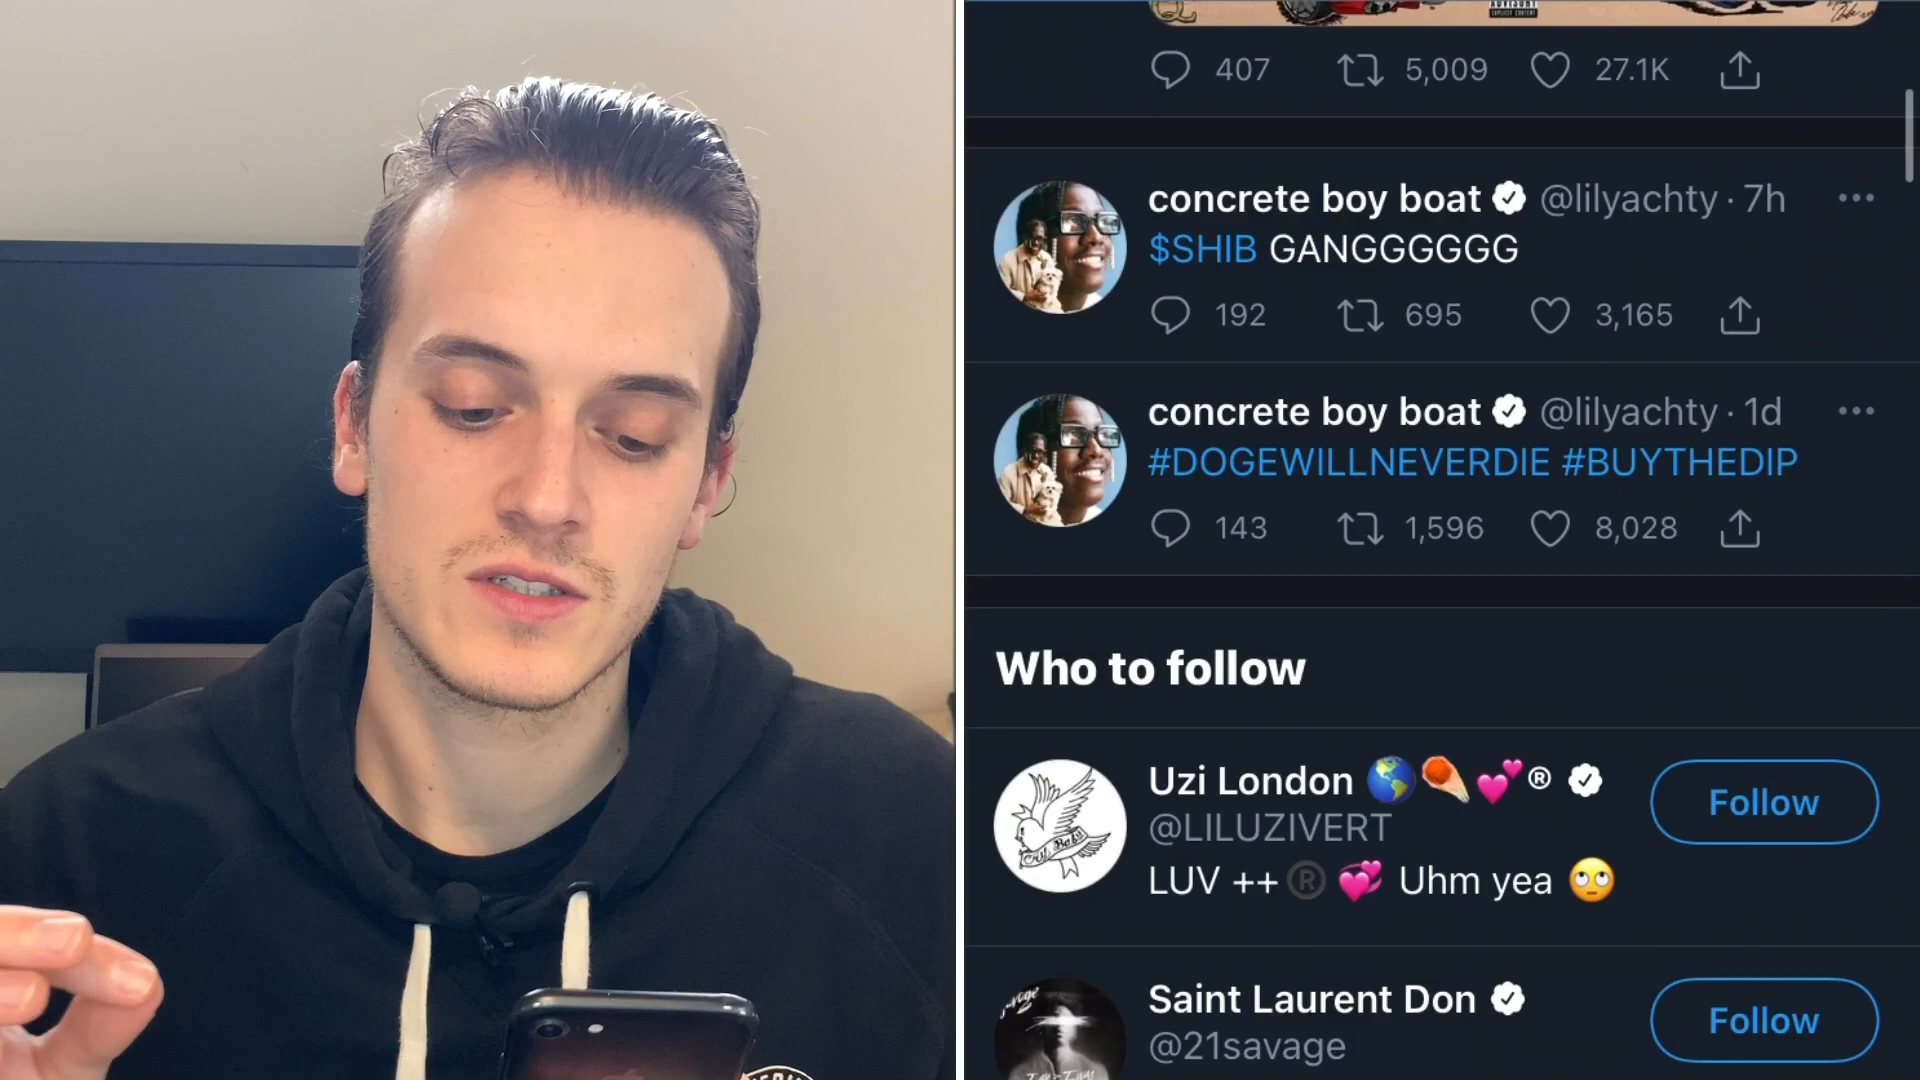 407 5,009 27.1K
concrete boy boat @lilyachty · 7h
$SHIB GANGGGGGG
192 695 3,165
concrete boy boat @lilyachty · 1d
#DOGEWILLNEVERDIE #BUYTHEDIP
143 1,596 8,028
Who to follow
Uzi London 🌎☄️💕® Follow
@LILUZIVERT
LUV ++®💞 Uhm yea 🙄
Cry Baby
Saint Laurent Don Follow
@21savage